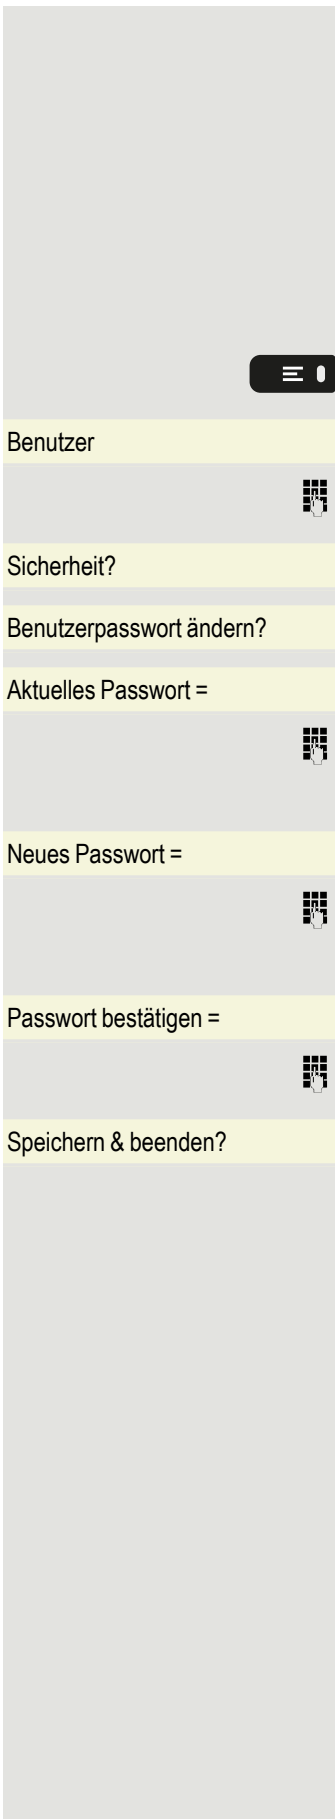 Benutzer
Sicherheit?
Benutzerpasswort ändern?
Aktuelles Passwort =
Neues Passwort =
Passwort bestätigen =
Speichern & beenden?